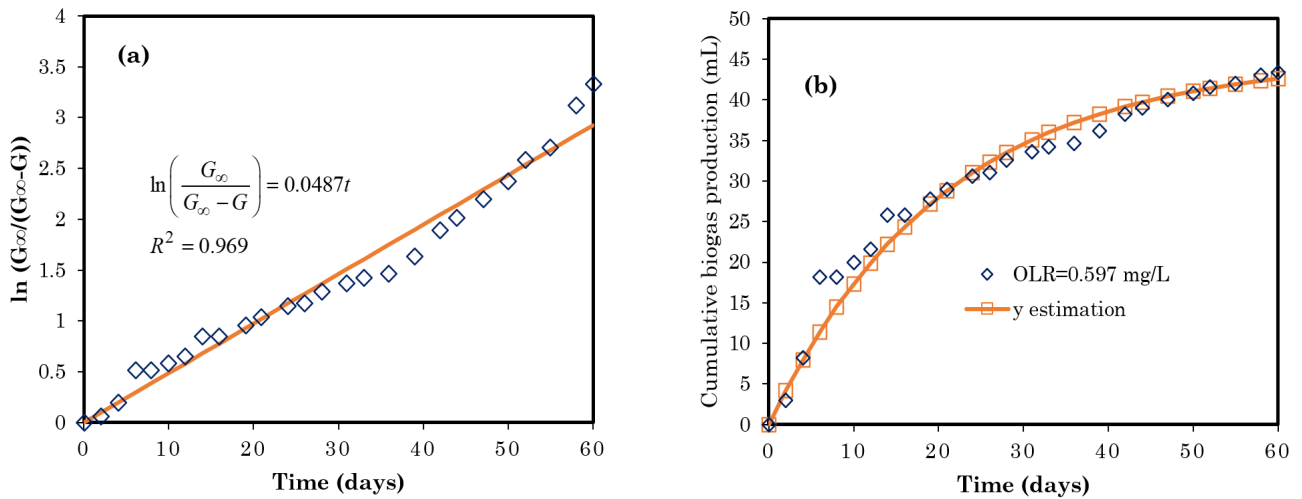 (a)
ln (G∞/(G∞-G))
4
3.5
3
2.5
2
1.5
1
0.5
0
ln(G∞/(G∞ − G)) = 0.0487t
R² = 0.969
0 10 20 30 40 50 60
Time (days)
(b)
Cumulative biogas production (mL)
50
45
40
35
30
25
20
15
10
5
0
OLR=0.597 mg/L
y estimation
0 10 20 30 40 50 60
Time (days)